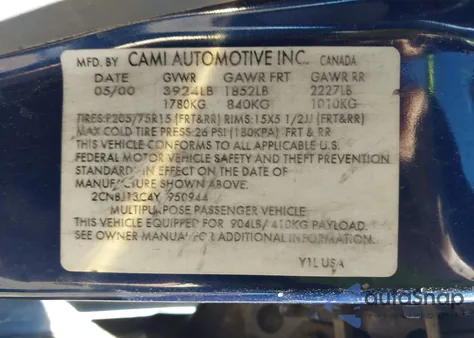 MFD. BY CAMI AUTOMOTIVE INC. CANADA
DATE GVWR GAWR FRT GAWR RR
05/00 3924LB 1852LB 2227LB
1780KG 840KG 1010KG
TIRES:P205/75R15 (FRT&RR) RIMS:15X5 1/2JJ (FRT&RR)
MAX COLD TIRE PRESS:26 PSI (180KPA) FRT & RR
THIS VEHICLE CONFORMS TO ALL APPLICABLE U.S.
FEDERAL MOTOR VEHICLE SAFETY AND THEFT PREVENTION
STANDARDS IN EFFECT ON THE DATE OF
MANUFACTURE SHOWN ABOVE.
2CNBJ13C4Y 950944
MULTIPURPOSE PASSENGER VEHICLE
THIS VEHICLE EQUIPPED FOR 904LB/410KG PAYLOAD.
SEE OWNER MANUAL FOR ADDITIONAL INFORMATION.
Y1L USA
autoshop